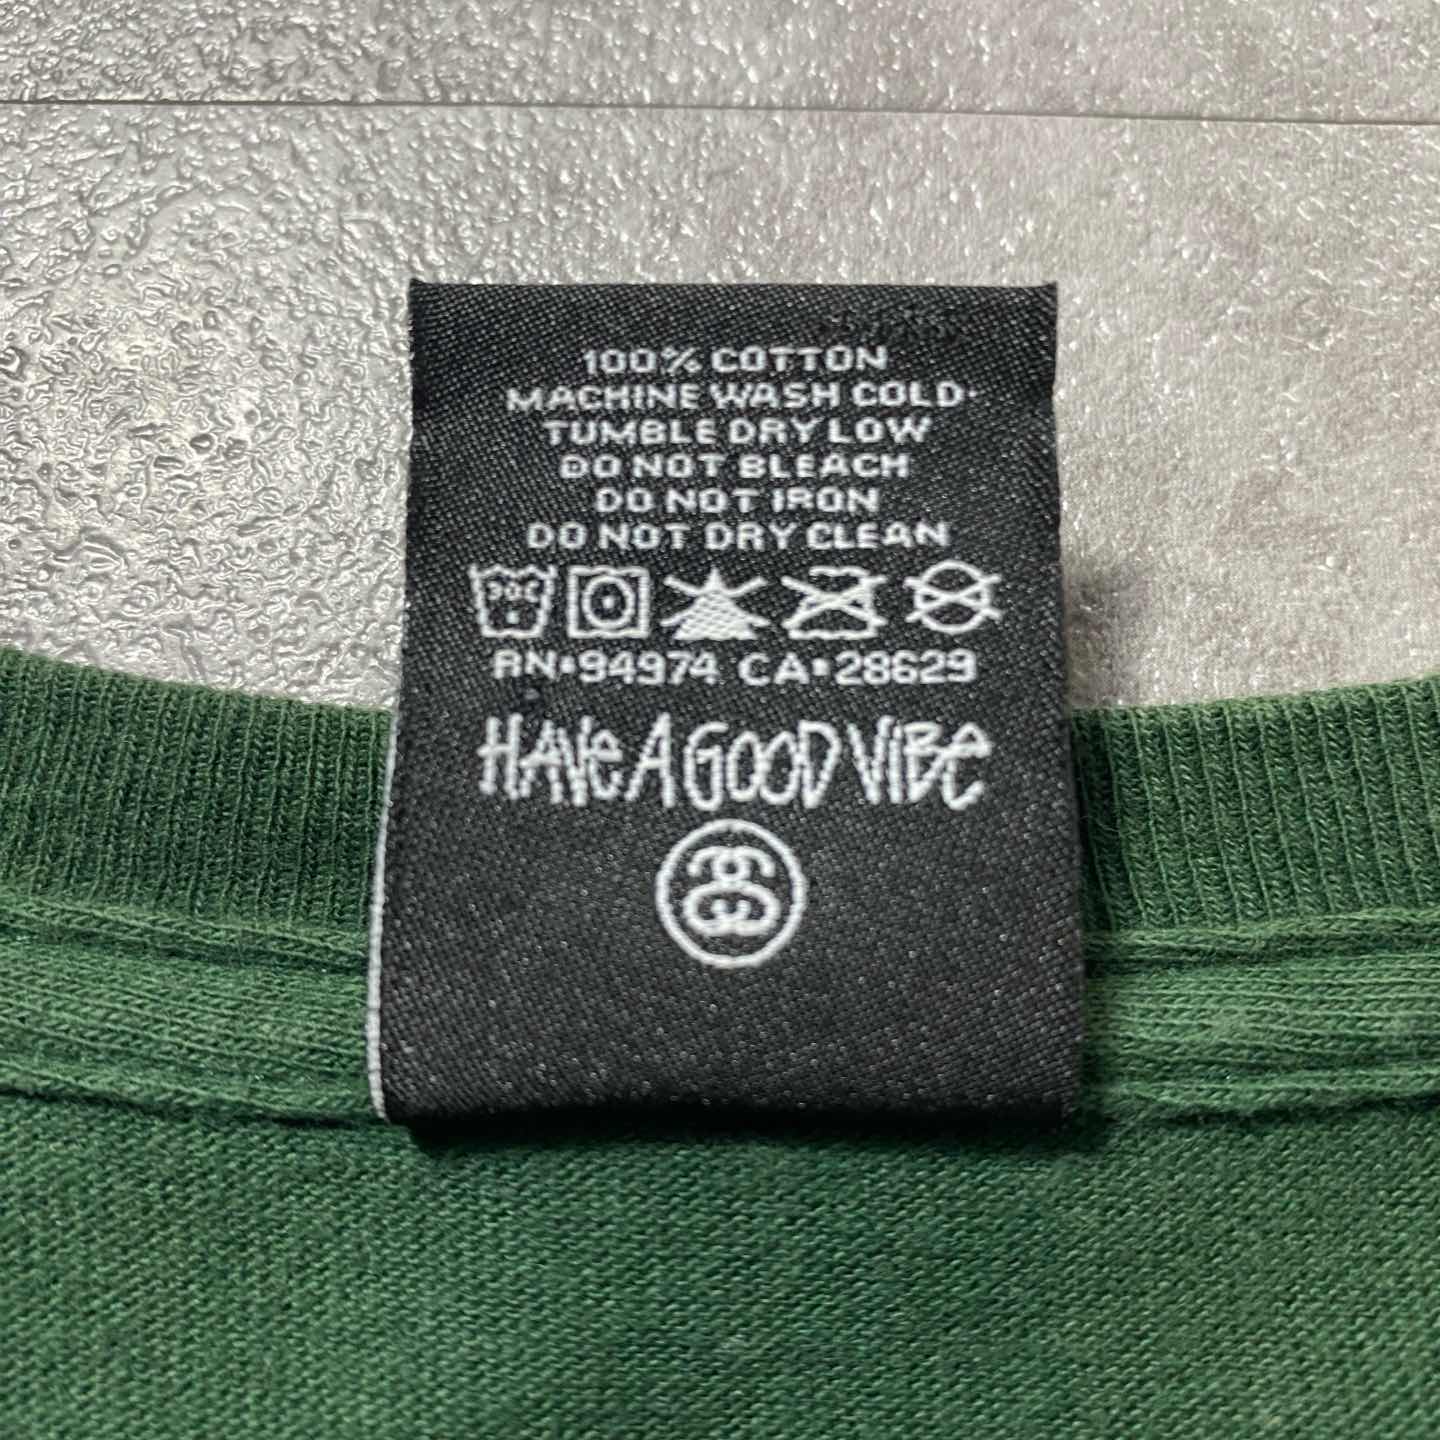 100% COTTON
MACHINE WASH COLD·
TUMBLE DRY LOW
DO NOT BLEACH
DO NOT IRON
DO NOT DRY CLEAN
30C
RN•94974 CA•28629
HAVE A GOOD VIBE